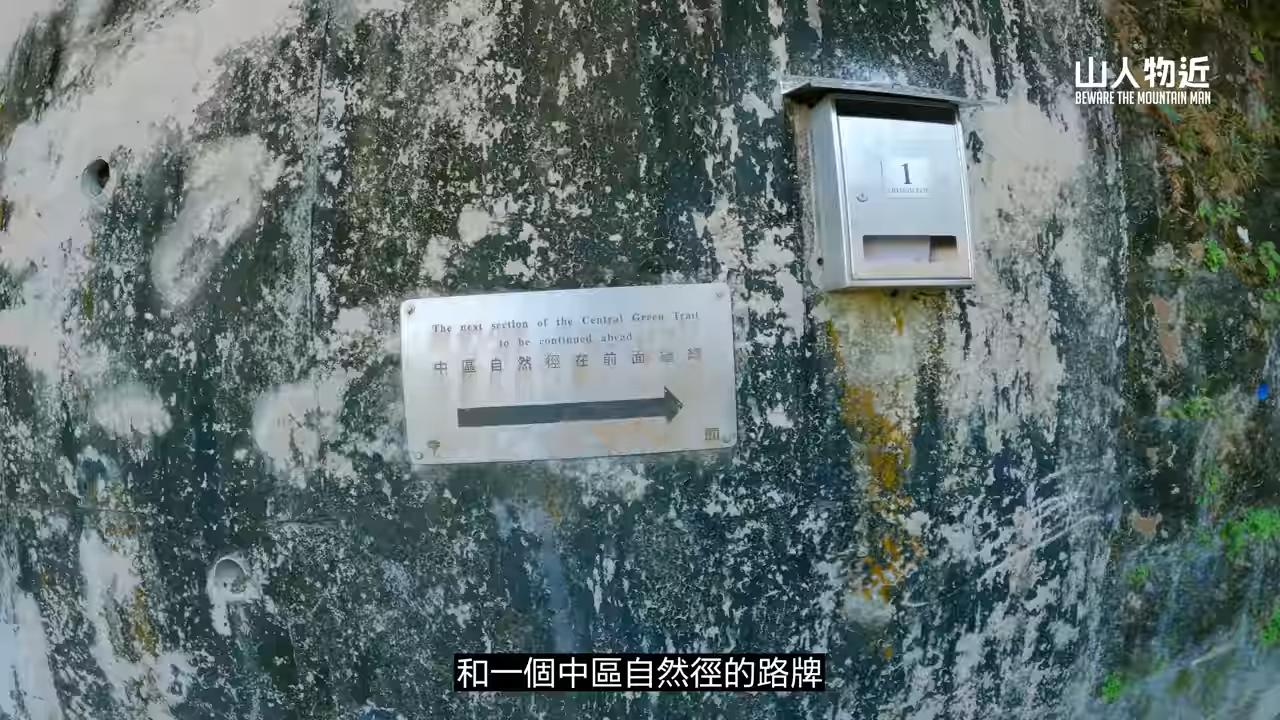 山人物近
BEWARE THE MOUNTAIN MAN
1
The next section of the Central Green Trail
to be continued ahead
中區自然徑在前面繼續
和一個中區自然徑的路牌